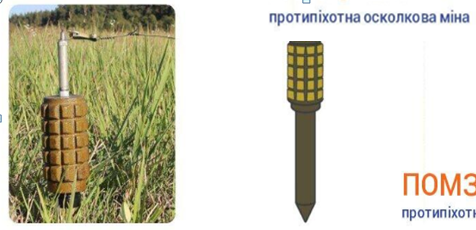 протипіхотна осколкова міна
ПОМЗ
протипіхотн